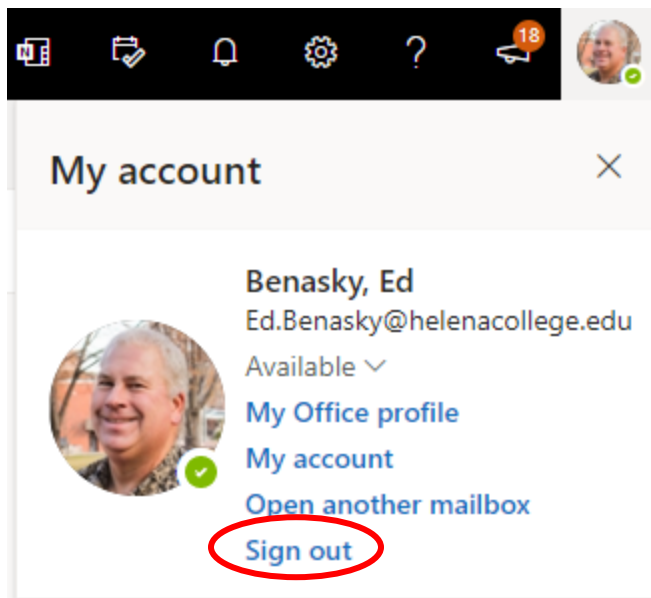 N
18
My account
Benasky, Ed
Ed.Benasky@helenacollege.edu
Available
My Office profile
My account
Open another mailbox
Sign out